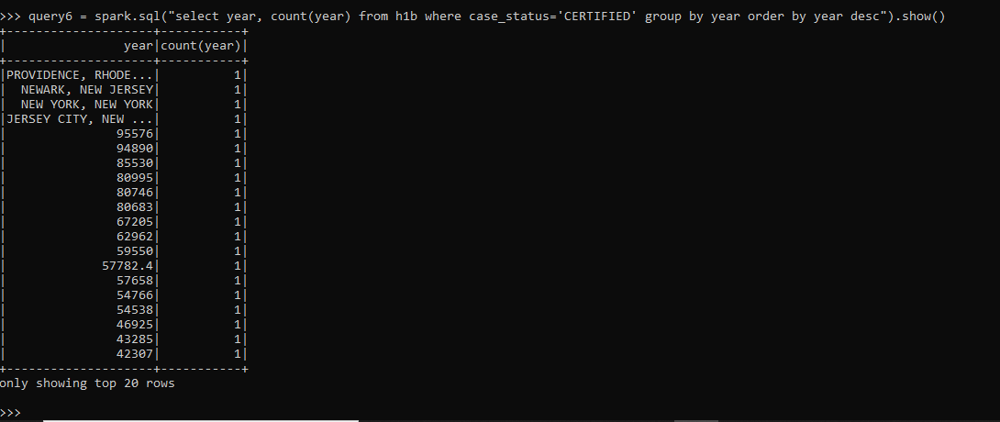 >>> query6 = spark.sql("select year, count(year) from h1b where case_status='CERTIFIED' group by year order by year desc").show()
+--------------------+-----------+
|                year|count(year)|
+--------------------+-----------+
|PROVIDENCE, RHODE...|          1|
|  NEWARK, NEW JERSEY|          1|
|  NEW YORK, NEW YORK|          1|
|JERSEY CITY, NEW ...|          1|
|               95576|          1|
|               94890|          1|
|               85530|          1|
|               80995|          1|
|               80746|          1|
|               80683|          1|
|               67205|          1|
|               62962|          1|
|               59550|          1|
|             57782.4|          1|
|               57658|          1|
|               54766|          1|
|               54538|          1|
|               46925|          1|
|               43285|          1|
|               42307|          1|
+--------------------+-----------+
only showing top 20 rows
>>>